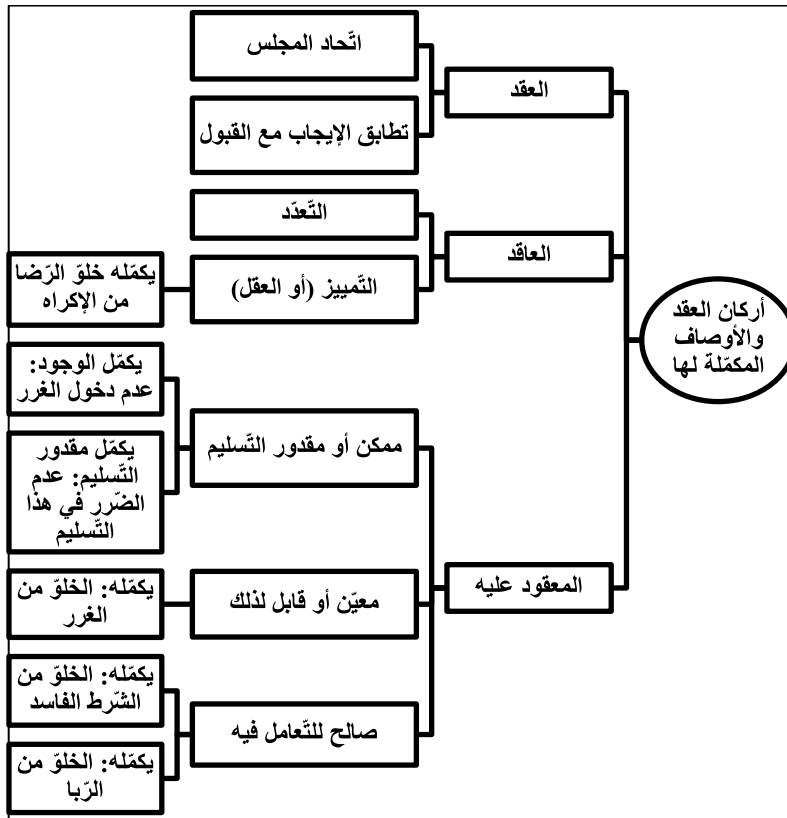 أركان العقد
والأوصاف
المكمّلة لها
العقد
اتّحاد المجلس
تطابق الإيجاب مع القبول
العاقد
التّعدّد
التّمييز (أو العقل)
يكمّله خلوّ الرّضا
من الإكراه
المعقود عليه
ممكن أو مقدور التّسليم
يكمّل الوجود:
عدم دخول الغرر
يكمّل مقدور
التّسليم: عدم
الضّرر في هذا
التّسليم
معيّن أو قابل لذلك
يكمّله: الخلوّ من
الغرر
صالح للتّعامل فيه
يكمّله: الخلوّ من
الشّرط الفاسد
يكمّله: الخلوّ من
الرّبا